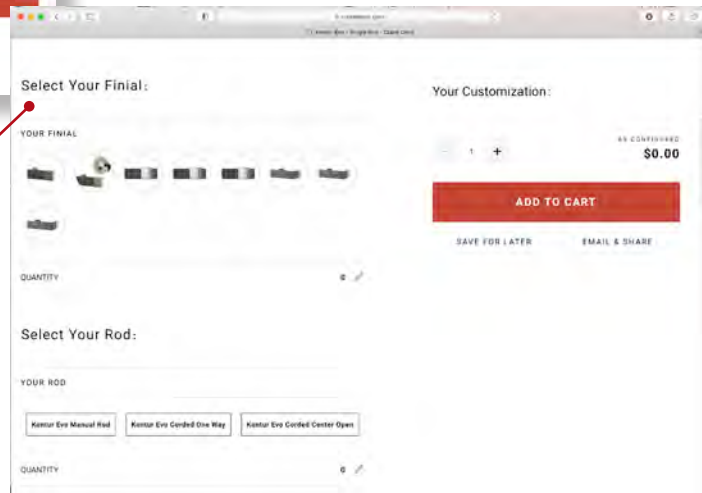 Select Your Finial:
YOUR FINIAL
QUANTITY
0
Select Your Rod:
YOUR ROD
Kontur Evo Manual Rod
Kontur Evo Corded One Way
Kontur Evo Corded Center Open
QUANTITY
0
Your Customization:
1 +
AS CONFIGURED
$0.00
ADD TO CART
SAVE FOR LATER
EMAIL & SHARE